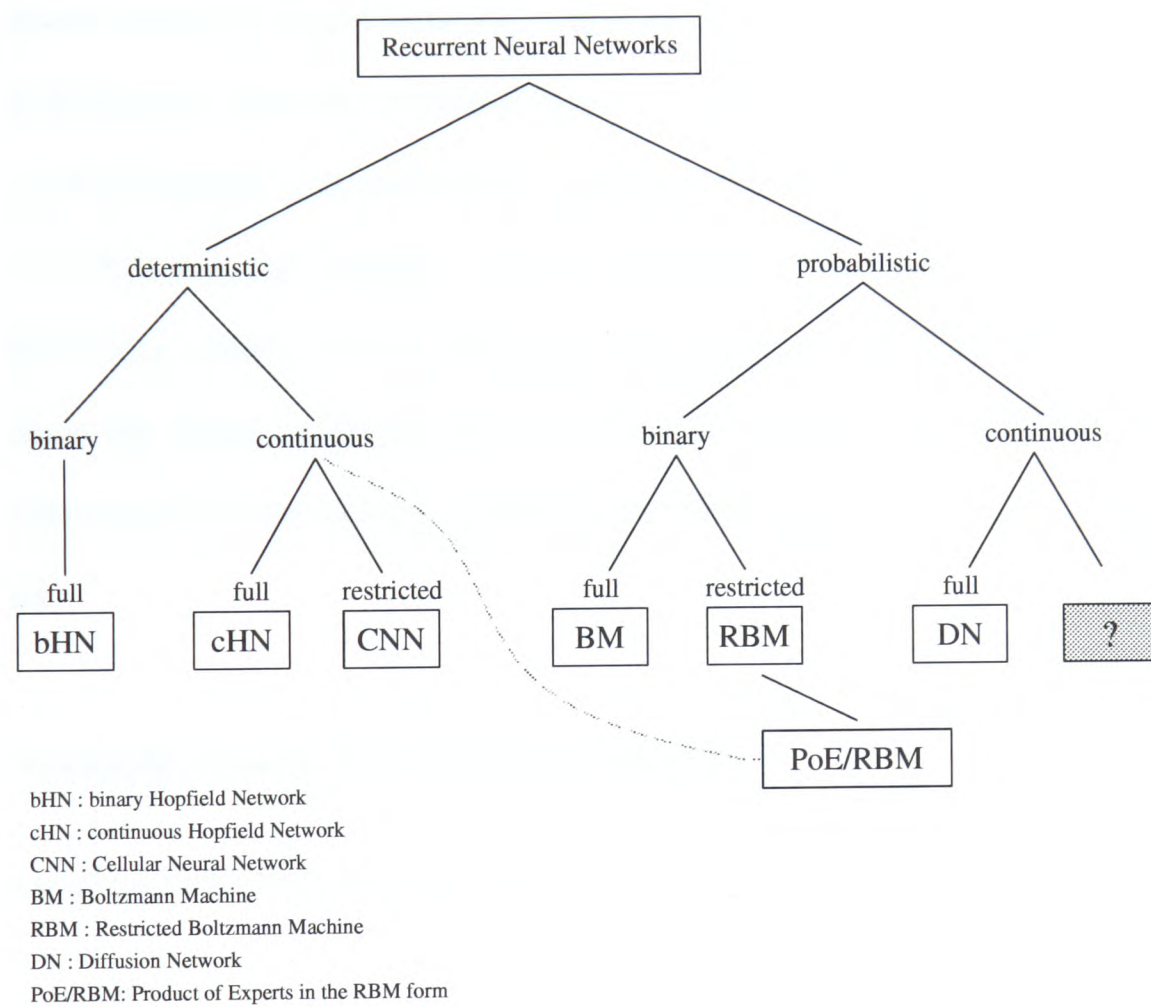 Recurrent Neural Networks
deterministic
probabilistic
binary
continuous
binary
continuous
full
full
restricted
full
restricted
full
bHN
cHN
CNN
BM
RBM
DN
?
PoE/RBM
bHN : binary Hopfield Network
cHN : continuous Hopfield Network
CNN : Cellular Neural Network
BM : Boltzmann Machine
RBM : Restricted Boltzmann Machine
DN : Diffusion Network
PoE/RBM: Product of Experts in the RBM form